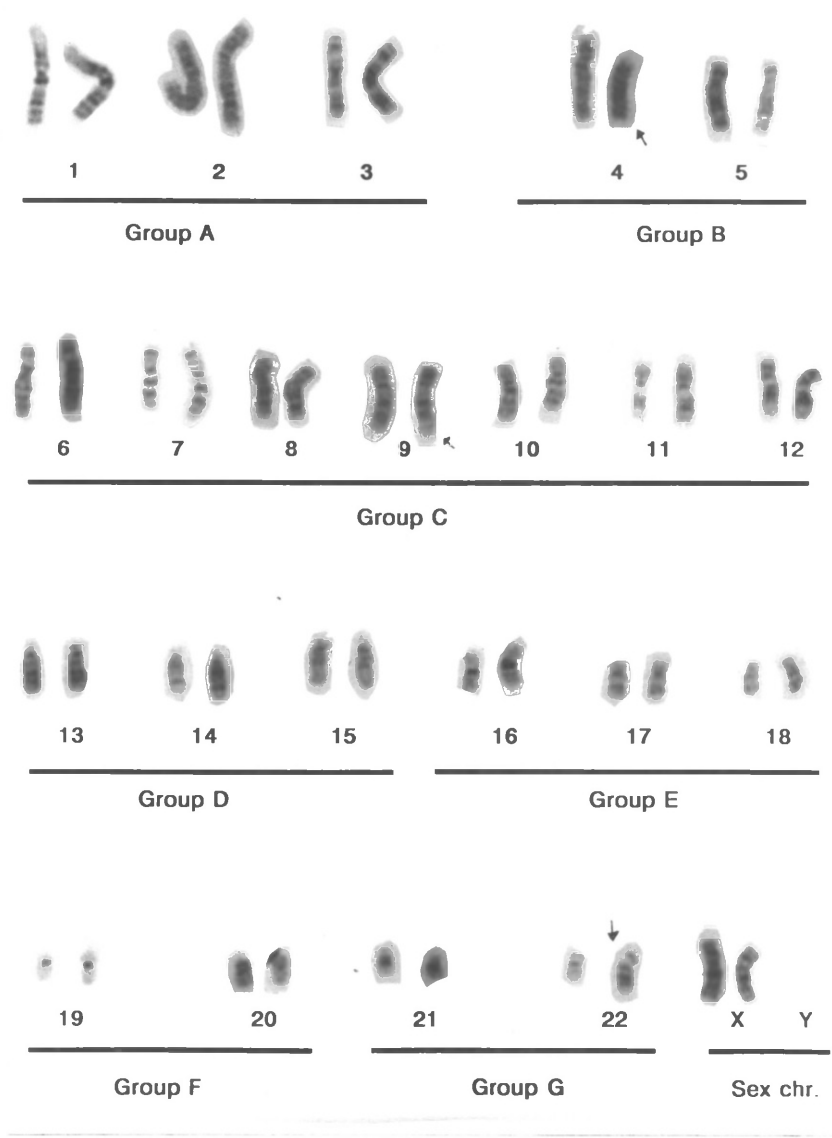 1 2 3 4 5
Group A Group B
6 7 8 9 10 11 12
Group C
13 14 15 16 17 18
Group D Group E
19 20 21 22 X Y
Group F Group G Sex chr.